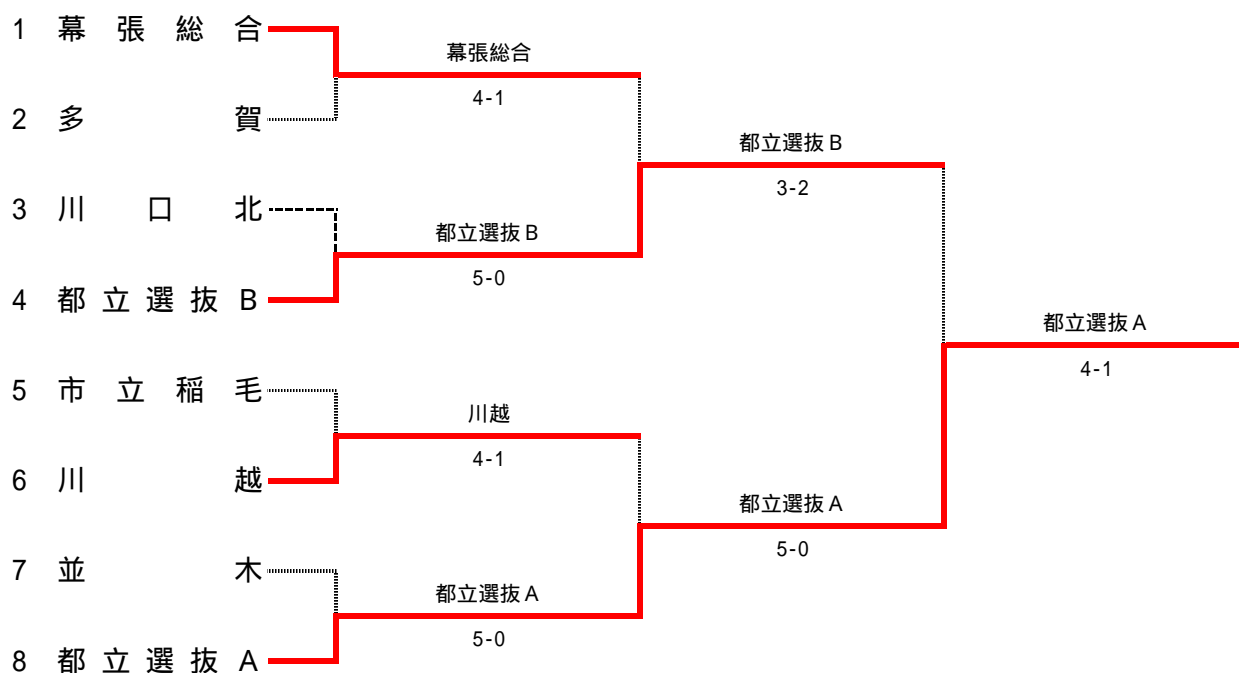 1 幕張総合
幕張総合
4-1
2 多賀
都立選抜B
3-2
3 川口北
都立選抜B
5-0
4 都立選抜B
都立選抜A
4-1
5 市立稲毛
川越
4-1
6 川越
都立選抜A
5-0
7 並木
都立選抜A
5-0
8 都立選抜A